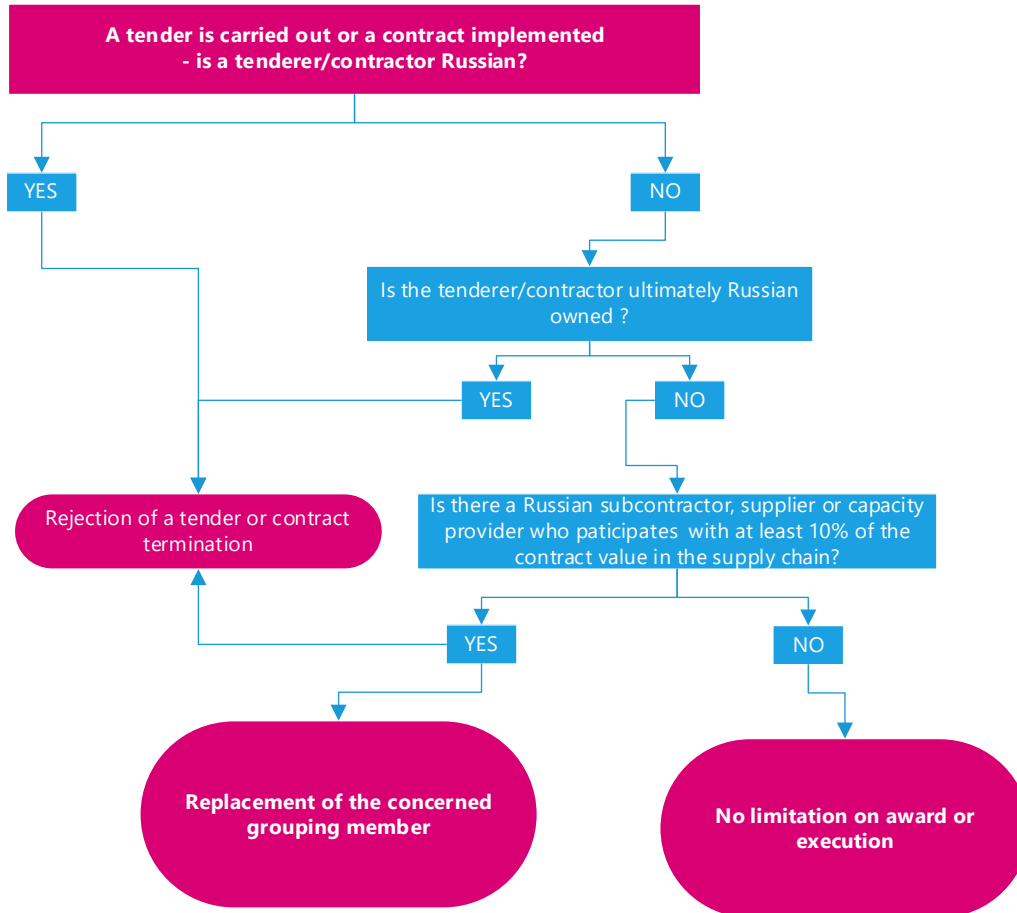 A tender is carried out or a contract implemented
- is a tenderer/contractor Russian?
YES
NO
Is the tenderer/contractor ultimately Russian
owned ?
YES
NO
Rejection of a tender or contract
termination
Is there a Russian subcontractor, supplier or capacity
provider who paticipates with at least 10% of the
contract value in the supply chain?
YES
NO
Replacement of the concerned
grouping member
No limitation on award or
execution